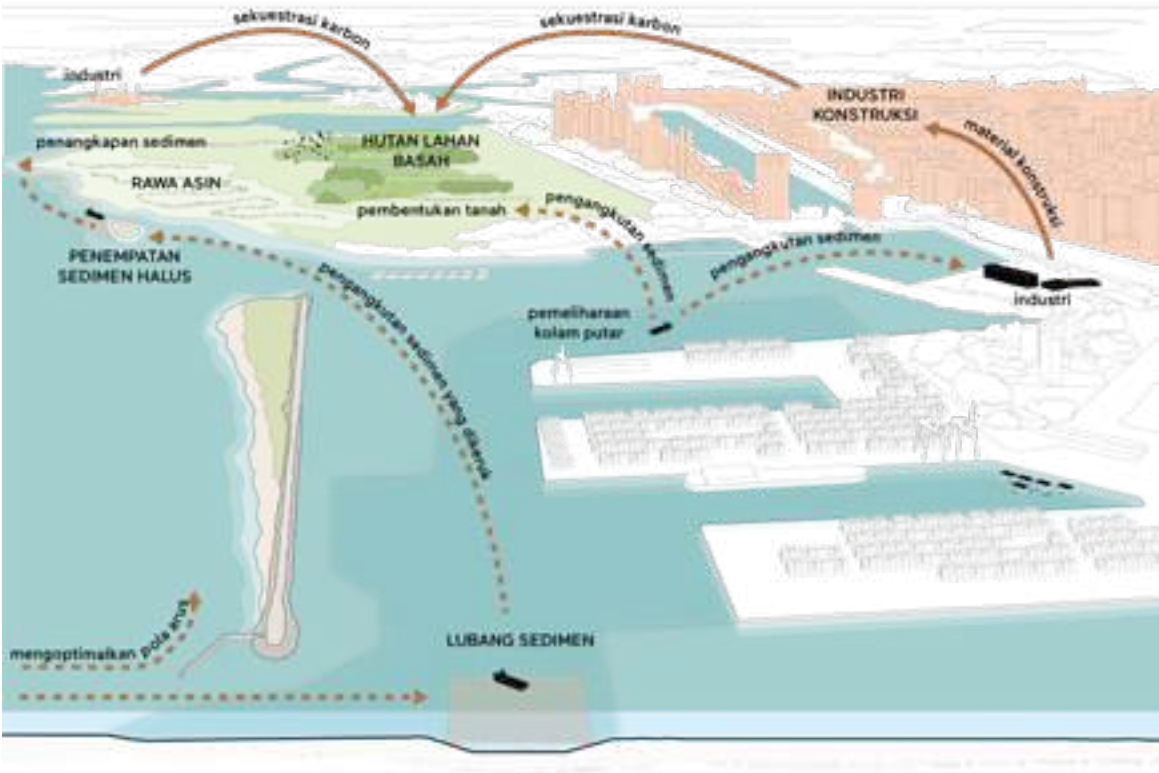 sekuestrasi karbon
sekuestrasi karbon
industri
INDUSTRI
KONSTRUKSI
material konstruksi
penangkapan sedimen
HUTAN LAHAN
BASAH
RAWA ASIN
pembentukan tanah
pengangkutan sedimen
pengangkutan sedimen
PENEMPATAN
SEDIMEN HALUS
industri
pemeliharaan
kolam putar
pengangkutan sedimen yang dikeruk
LUBANG SEDIMEN
mengoptimalkan pola arus